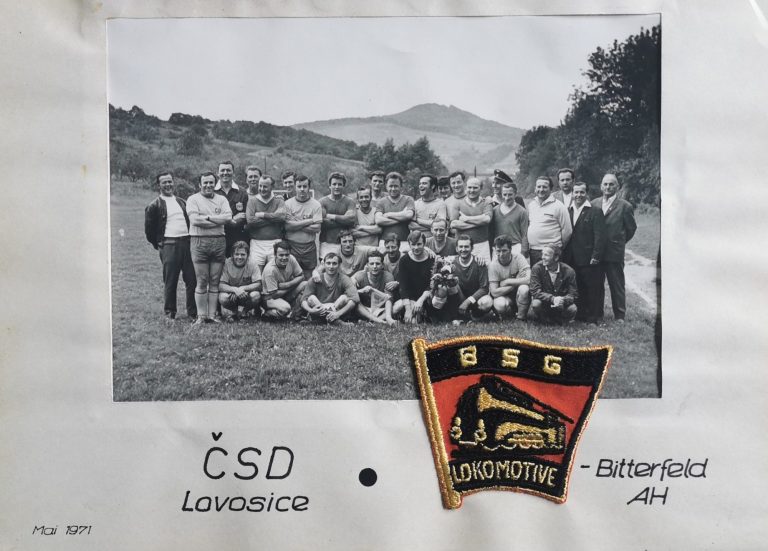 BSG
LOKOMOTIVE
ČSD
Lovosice
- Bitterfeld
AH
Mai 1971